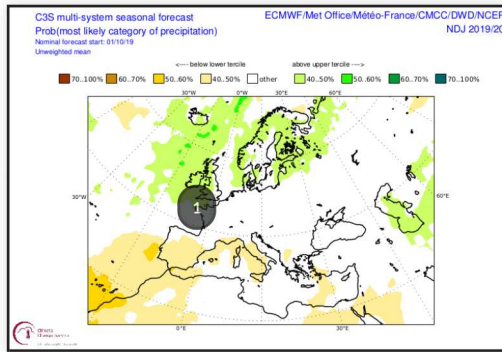 C3S multi-system seasonal forecast
ECMWF/Met Office/Météo-France/CMCC/DWD/NCEP
Prob(most likely category of precipitation)
NDJ 2019/20
Nominal forecast start: 01/10/19
Unweighted mean
<---- below lower tercile
above upper tercile ---->
70..100% 60..70% 50..60% 40..50% other 40..50% 50..60% 60..70% 70..100%
30°W 0°W 30°E 60°E
30°W
60°E
1
0°E 30°E